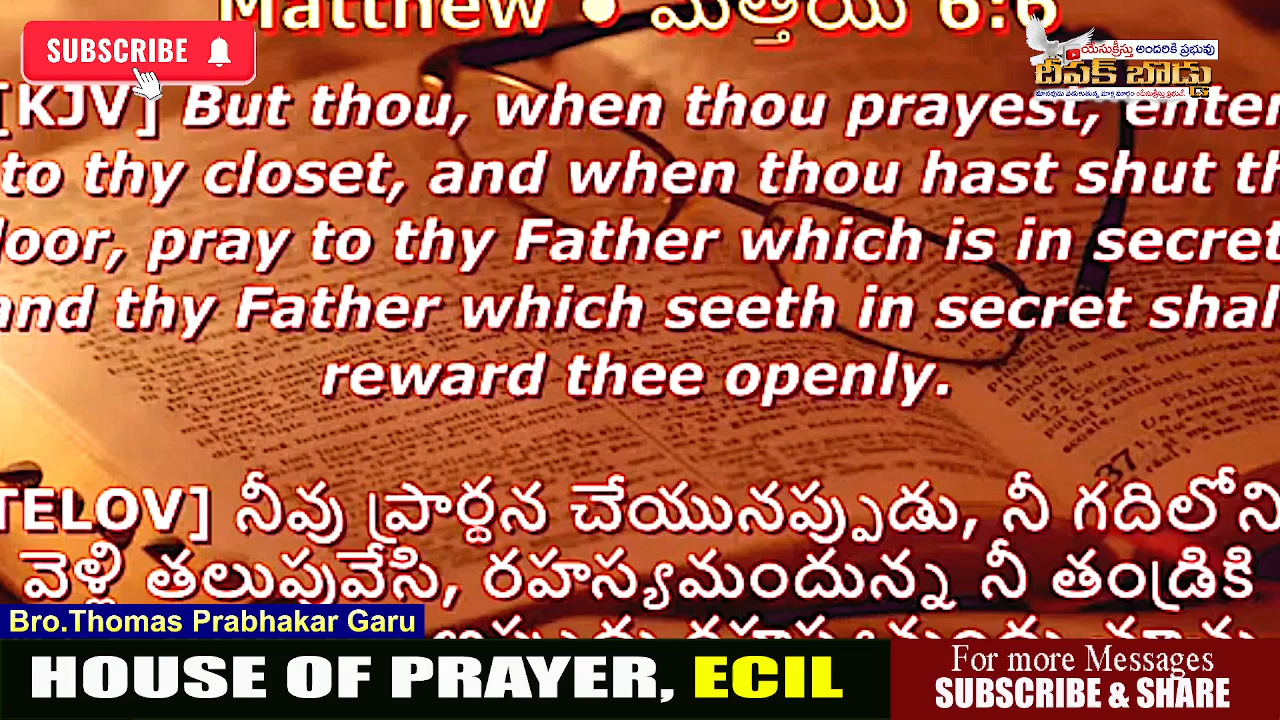 Matthew • మత్తయి 6:6
SUBSCRIBE
యేసుక్రీస్తు అందరికి ప్రభువు
[KJV] But thou, when thou prayest, enter
to thy closet, and when thou hast shut th
loor, pray to thy Father which is in secret
and thy Father which seeth in secret shal
reward thee openly.
TELOV] నీవు ప్రార్థన చేయునప్పుడు, నీ గదిలోని
వెళ్లి తలుపువేసి, రహస్యమందున్న నీ తండ్రికి
Bro.Thomas Prabhakar Garu
HOUSE OF PRAYER, ECIL
For more Messages
SUBSCRIBE & SHARE